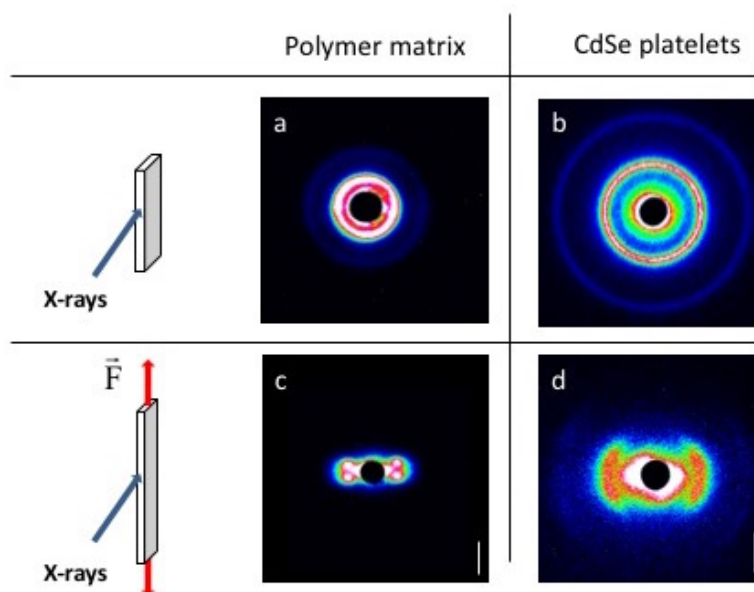 Polymer matrix
CdSe platelets
a
b
X-rays
F
c
d
X-rays